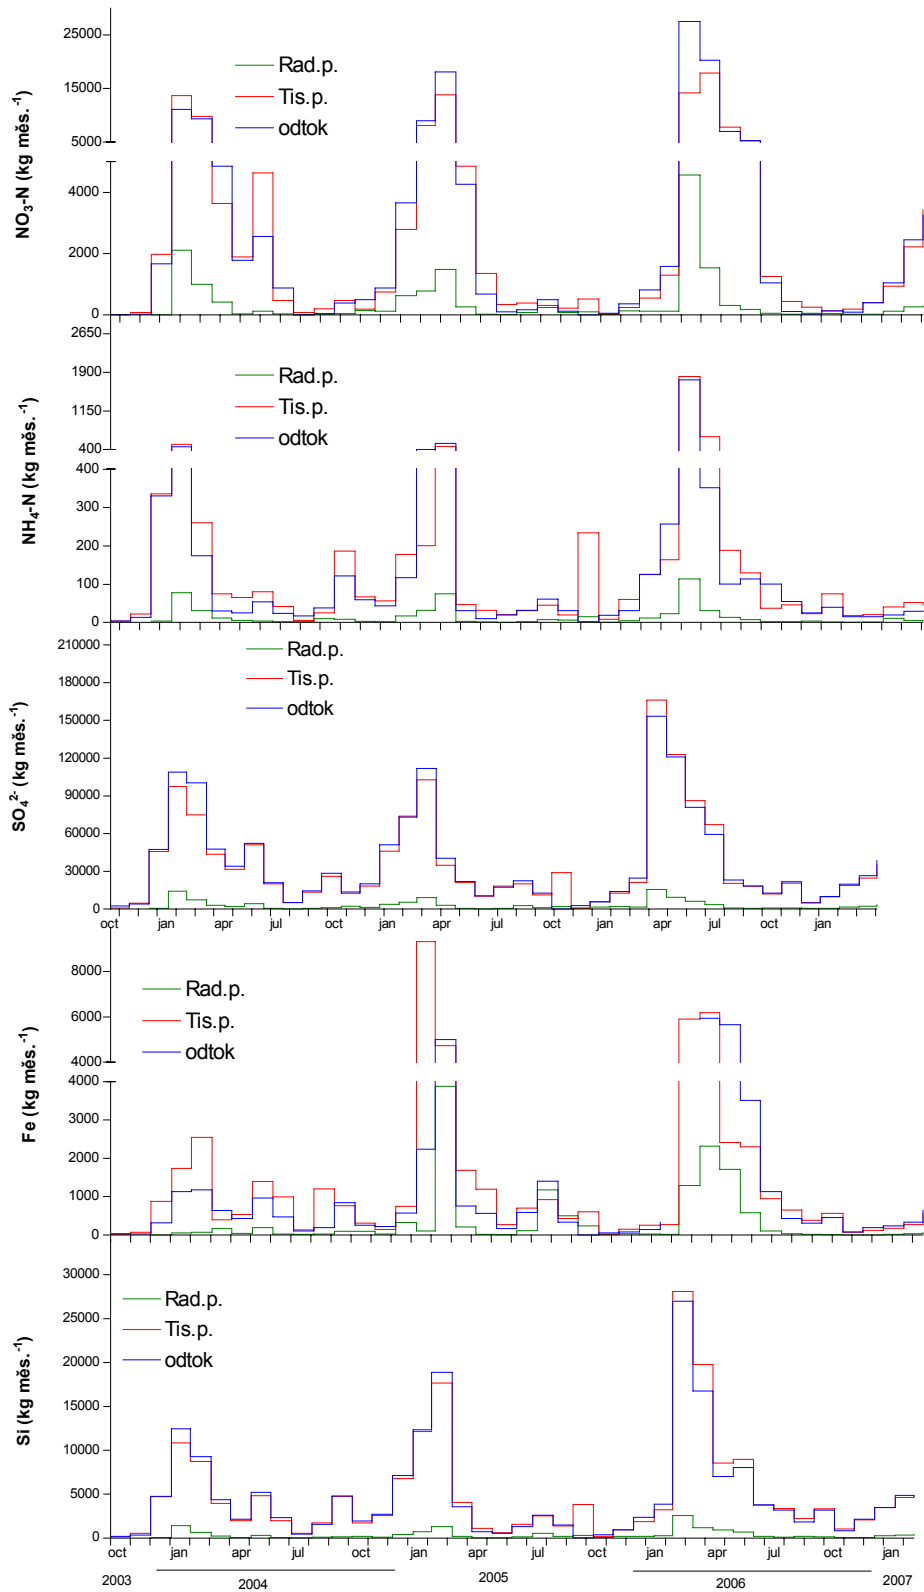 25000
15000
5000
4000
2000
0
NO3-N (kg měs.-1)
Rad.p.
Tis.p.
odtok
2650
1900
1150
400
400
300
200
100
0
NH4-N (kg měs.-1)
Rad.p.
Tis.p.
odtok
210000
180000
150000
120000
90000
60000
30000
0
SO42- (kg měs.-1)
Rad.p.
Tis.p.
odtok
oct jan apr jul oct jan apr jul oct jan apr jul oct jan
8000
6000
4000
4000
3000
2000
1000
0
Fe (kg měs.-1)
Rad.p.
Tis.p.
odtok
30000
25000
20000
15000
10000
5000
0
Si (kg měs.-1)
Rad.p.
Tis.p.
odtok
oct jan apr jul oct jan apr jul oct jan apr jul oct jan
2003 2004 2005 2006 2007